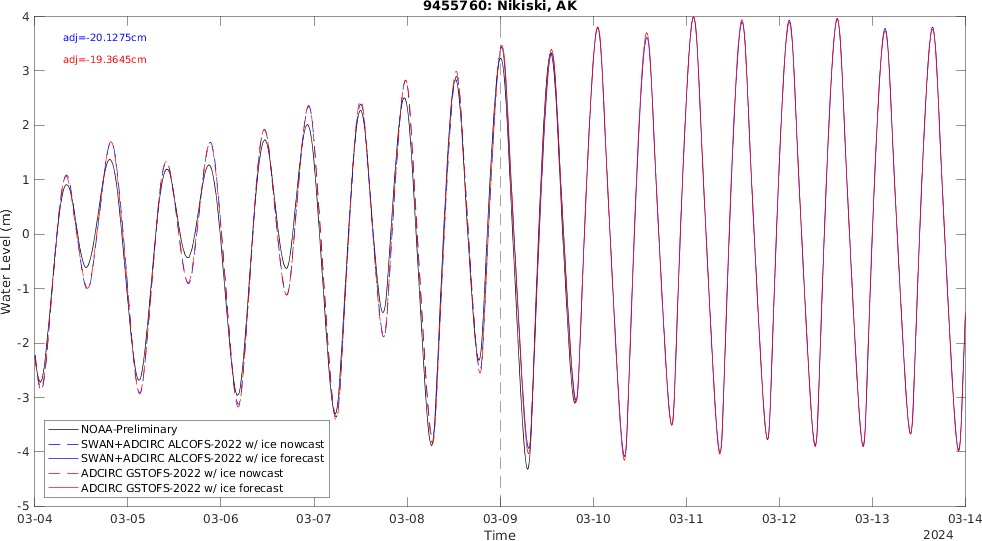 9455760: Nikiski, AK
adj=-20.1275cm
adj=-19.3645cm
4
3
2
1
0
-1
-2
-3
-4
-5
Water Level (m)
NOAA-Preliminary
SWAN+ADCIRC ALCOFS-2022 w/ ice nowcast
SWAN+ADCIRC ALCOFS-2022 w/ ice forecast
ADCIRC GSTOFS-2022 w/ ice nowcast
ADCIRC GSTOFS-2022 w/ ice forecast
03-04 03-05 03-06 03-07 03-08 03-09 03-10 03-11 03-12 03-13 03-14
Time
2024